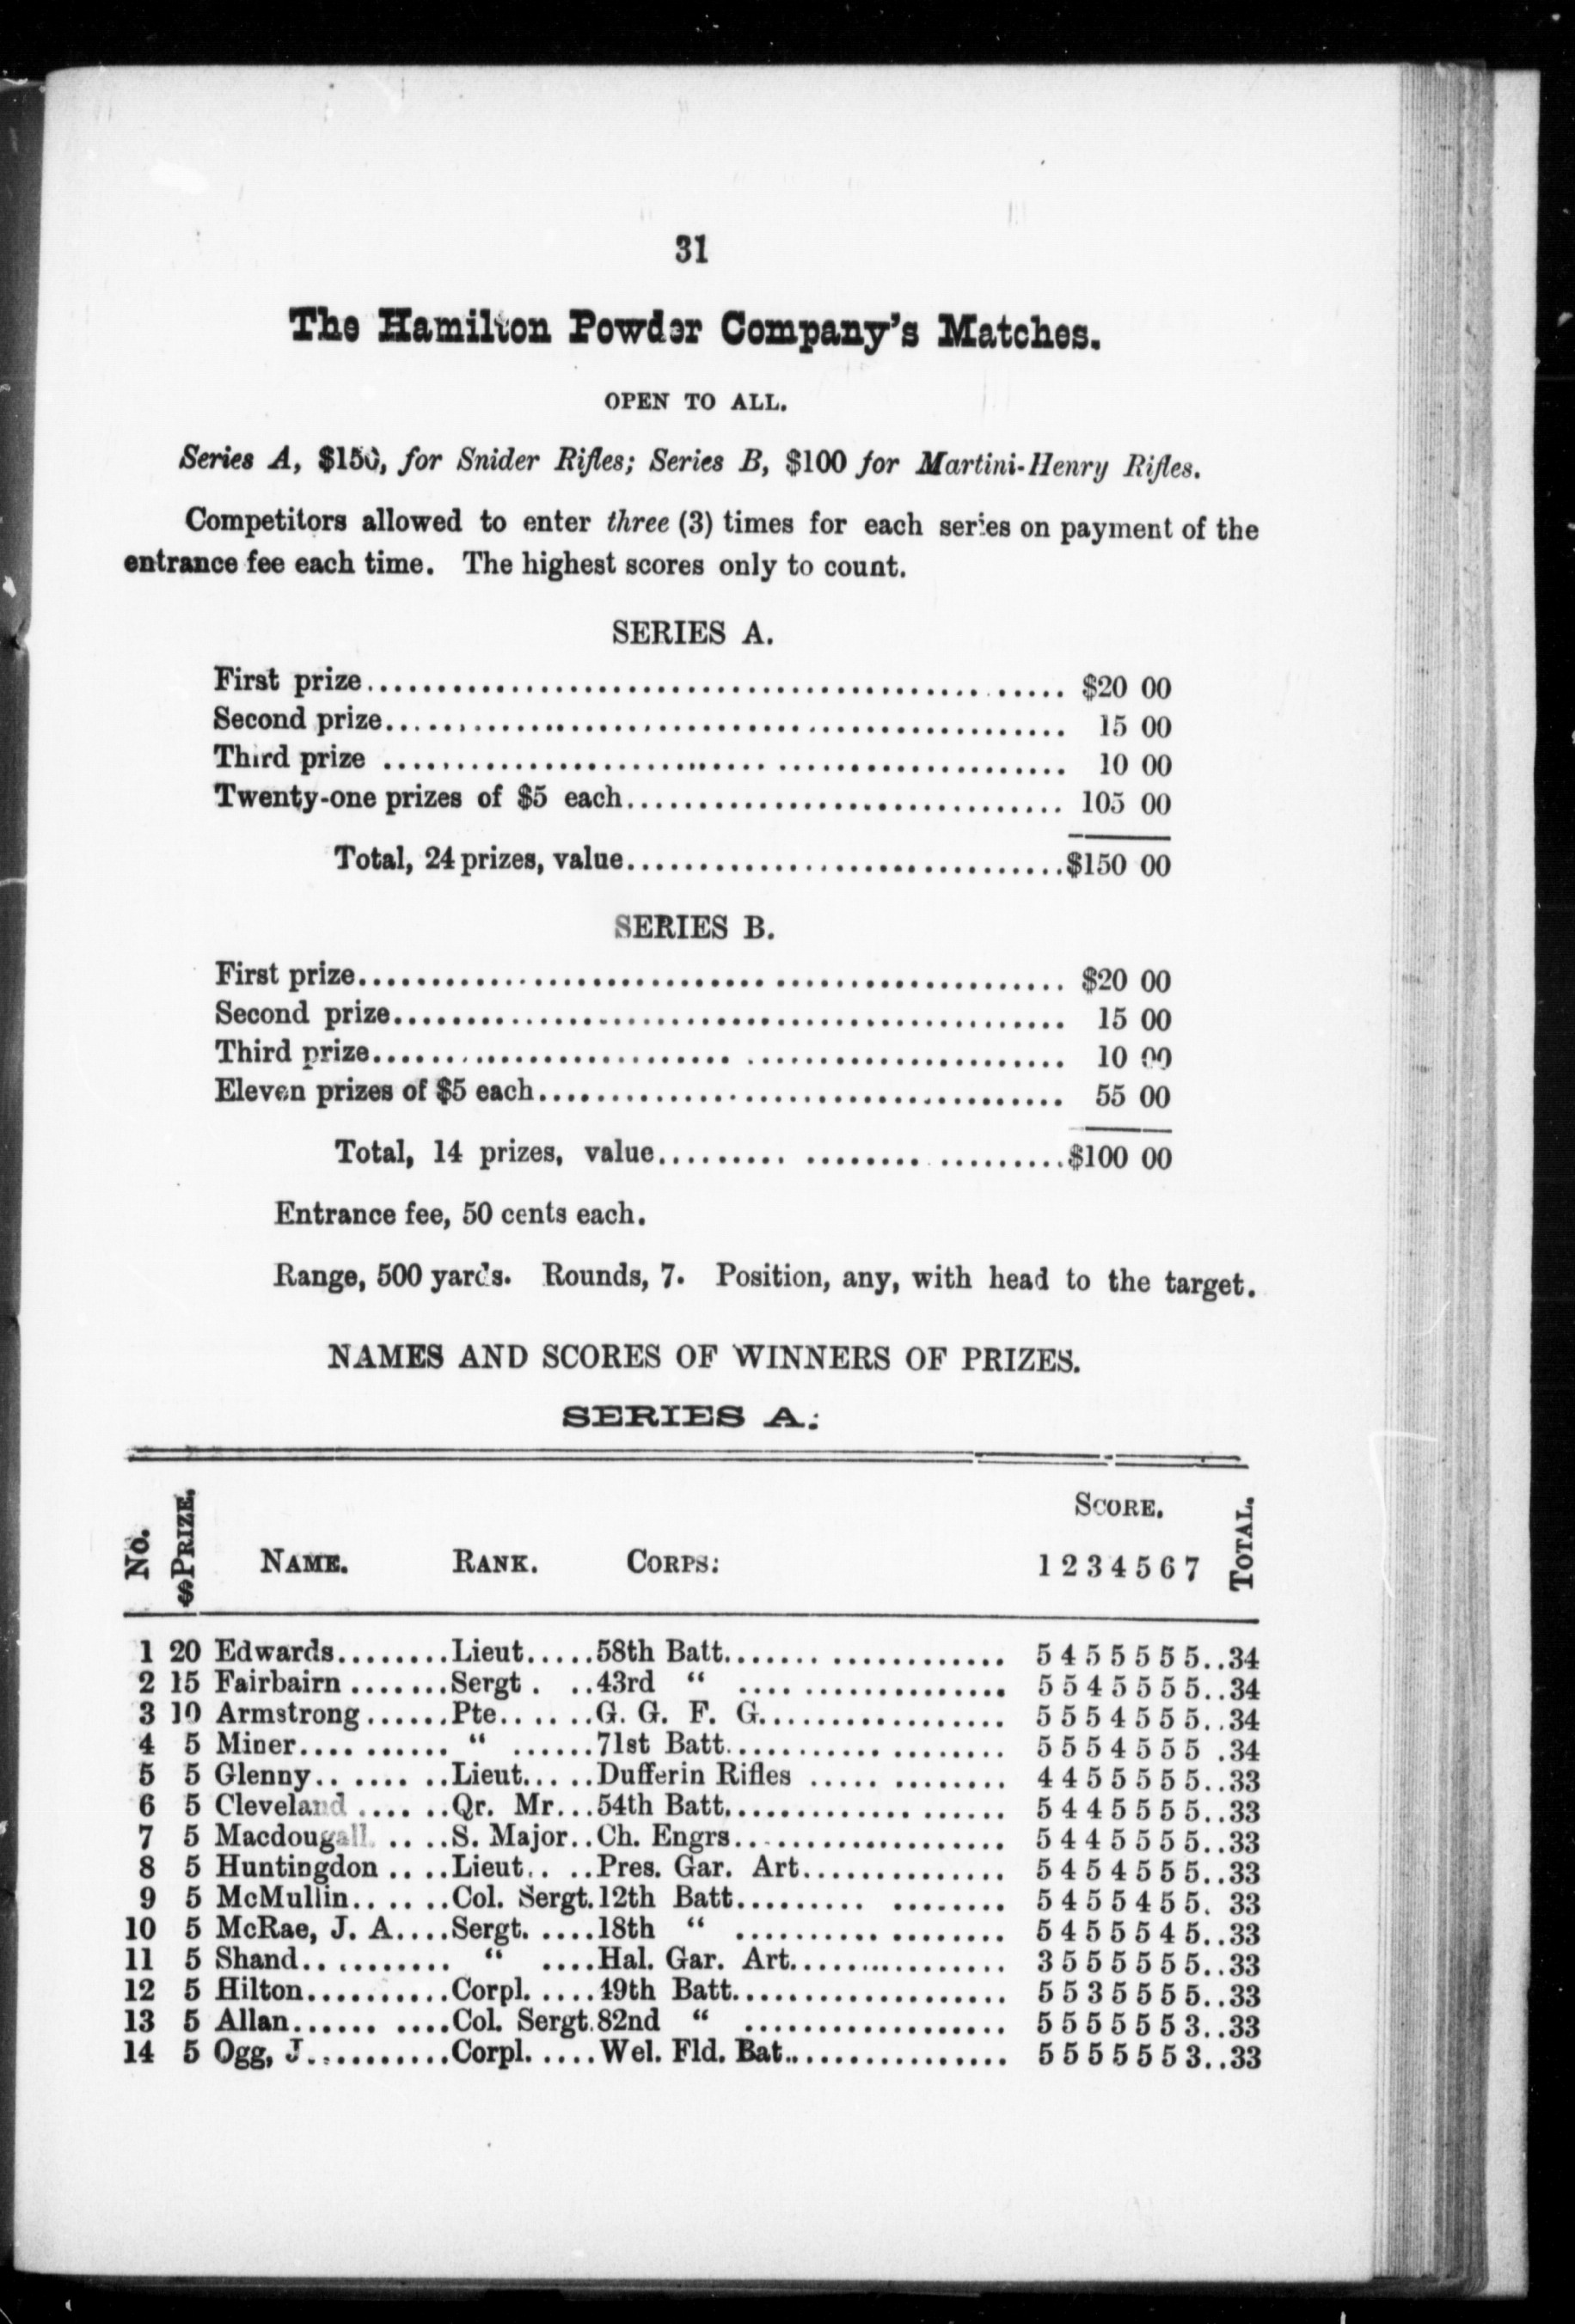 31
The Hamilton Powder Company's Matches.
OPEN TO ALL.
Series A, $150, for Snider Rifles; Series B, $100 for Martini-Henry Rifles.
Competitors allowed to enter three (3) times for each series on payment of the
entrance fee each time. The highest scores only to count.
SERIES A.
First prize........................................ $20 00
Second prize........................................ 15 00
Third prize ........................................ 10 00
Twenty-one prizes of $5 each.............................. 105 00
Total, 24 prizes, value..............................$150 00
SERIES B.
First prize........................................ $20 00
Second prize........................................ 15 00
Third prize........................................ 10 00
Eleven prizes of $5 each.............................. 55 00
Total, 14 prizes, value..............................$100 00
Entrance fee, 50 cents each.
Range, 500 yards. Rounds, 7. Position, any, with head to the target.
NAMES AND SCORES OF WINNERS OF PRIZES.
SERIES A.
No. $PRIZE. NAME. RANK. CORPS. SCORE. 1 2 3 4 5 6 7 TOTAL.
1 20 Edwards........Lieut.....58th Batt.................... 5 4 5 5 5 5 5..34
2 15 Fairbairn.......Sergt. ..43rd " .................... 5 5 4 5 5 5 5..34
3 10 Armstrong......Pte......G. G. F. G.................. 5 5 5 4 5 5 5..34
4 5 Miner.......... " ......71st Batt.................... 5 5 5 4 5 5 5 .34
5 5 Glenny.........Lieut.....Dufferin Rifles ............. 4 4 5 5 5 5 5..33
6 5 Cleveland ......Qr. Mr...54th Batt.................... 5 4 4 5 5 5 5..33
7 5 Macdougall. ....S. Major..Ch. Engrs................... 5 4 4 5 5 5 5..33
8 5 Huntingdon ....Lieut.. ..Pres. Gar. Art............... 5 4 5 4 5 5 5..33
9 5 McMullin.......Col. Sergt.12th Batt.................. 5 4 5 5 4 5 5. 33
10 5 McRae, J. A....Sergt. ....18th " .................. 5 4 5 5 5 4 5..33
11 5 Shand.......... " ....Hal. Gar. Art............... 3 5 5 5 5 5 5..33
12 5 Hilton..........Corpl. ....49th Batt.................. 5 5 3 5 5 5 5..33
13 5 Allan...... ....Col. Sergt.82nd " .................. 5 5 5 5 5 5 3..33
14 5 Ogg, J..........Corpl. ....Wel. Fld. Bat................ 5 5 5 5 5 5 3..33